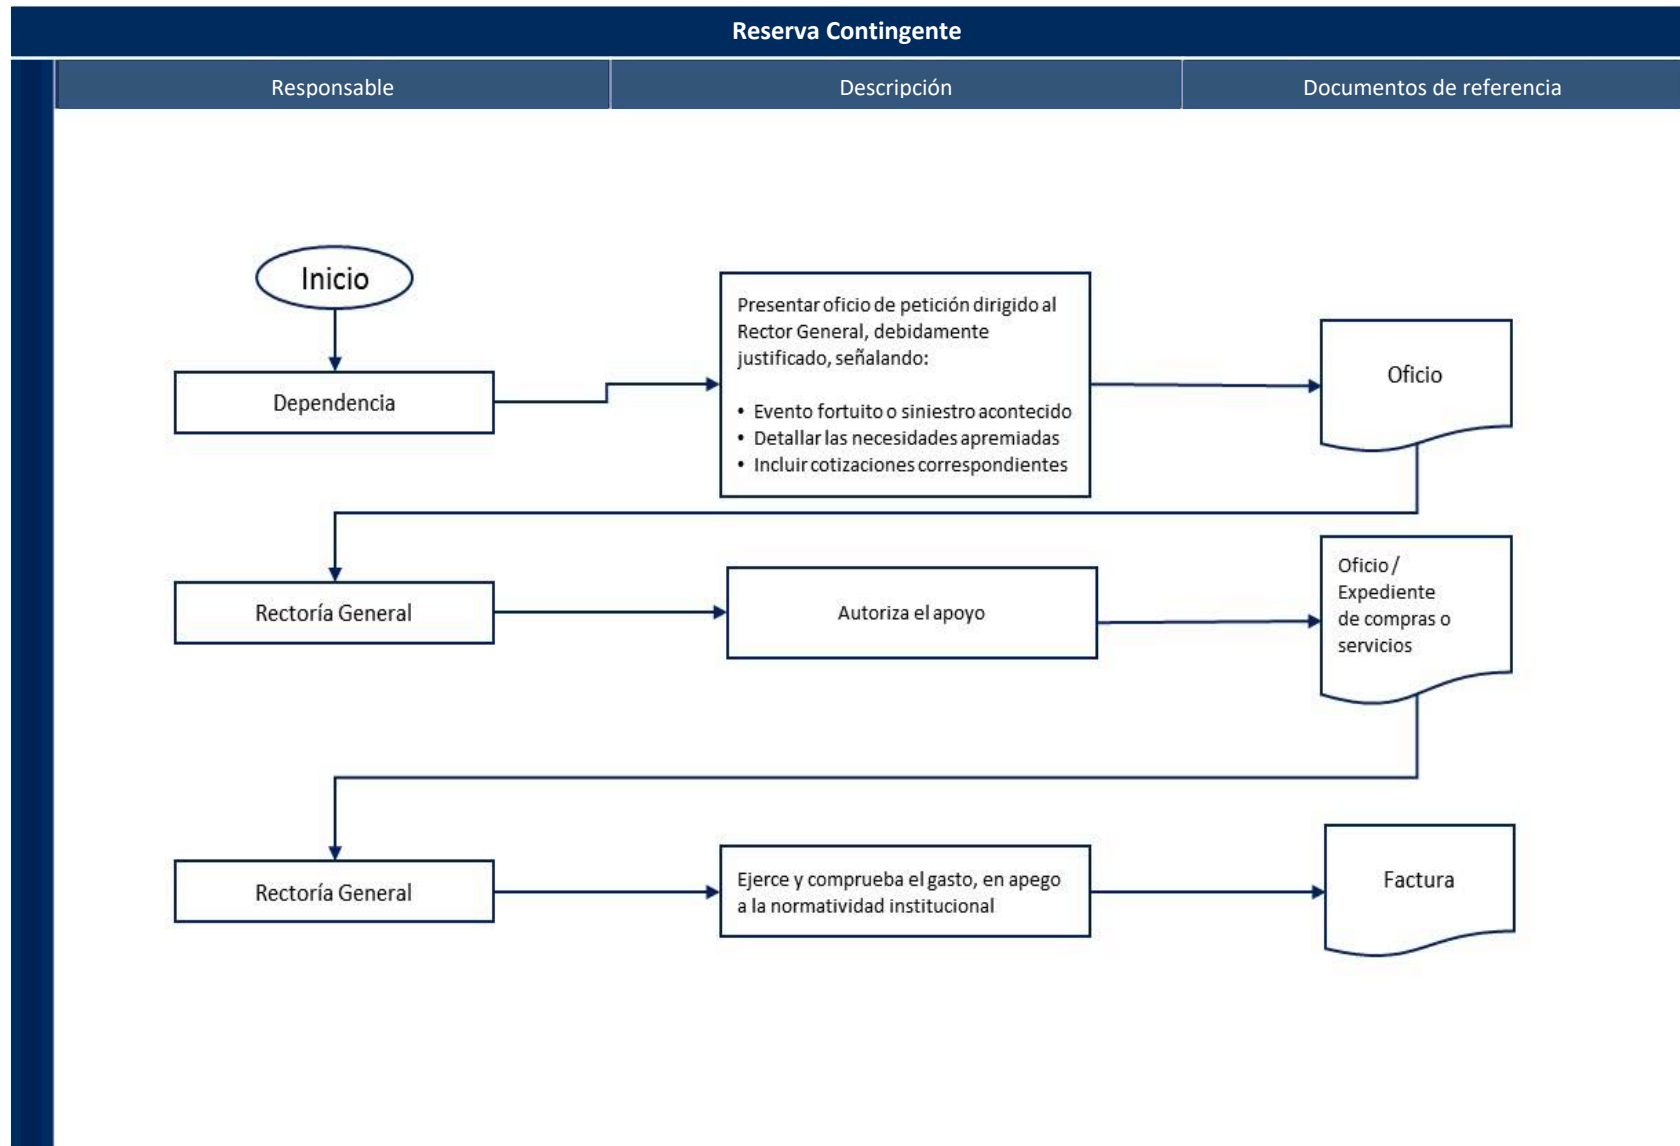 Reserva Contingente
Responsable
Descripción
Documentos de referencia
Inicio
Dependencia
Presentar oficio de petición dirigido al
Rector General, debidamente
justificado, señalando:
• Evento fortuito o siniestro acontecido
• Detallar las necesidades apremiadas
• Incluir cotizaciones correspondientes
Oficio
Rectoría General
Autoriza el apoyo
Oficio /
Expediente
de compras o
servicios
Rectoría General
Ejerce y comprueba el gasto, en apego
a la normatividad institucional
Factura